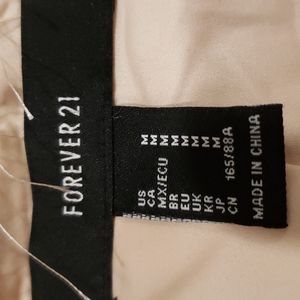 FOREVER 21
US M
CA M
MX/ECU M
BR M
EU M
UK M
KR M
JP M
CN 165/88A
MADE IN CHINA